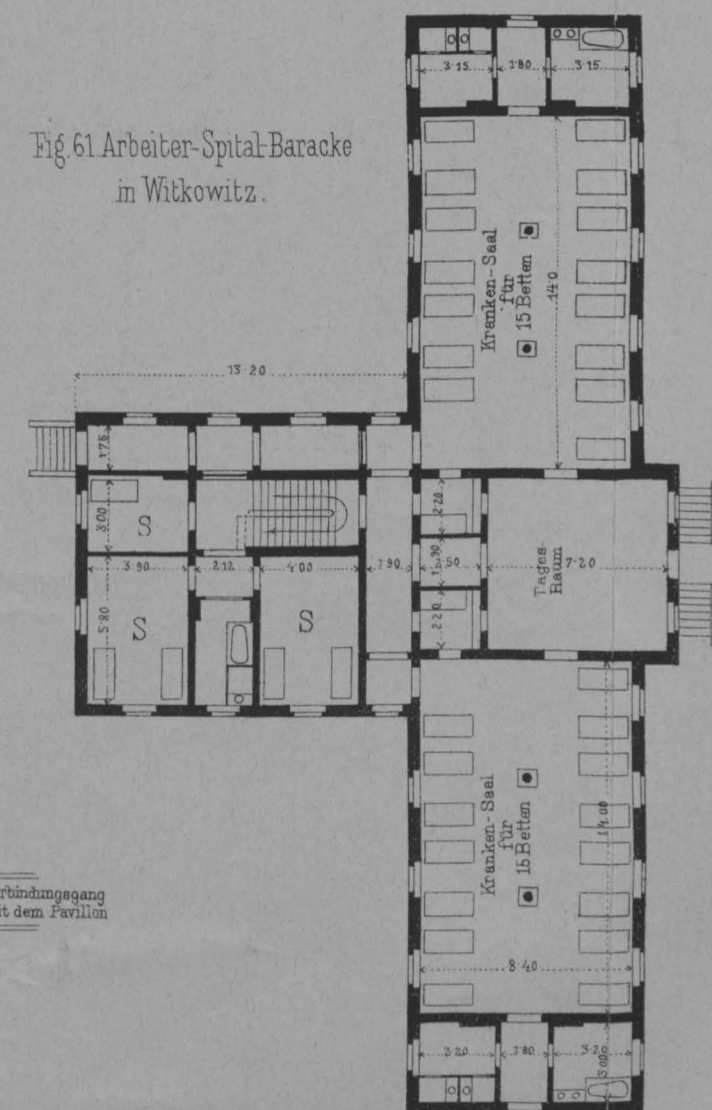 Fig. 61. Arbeiter-Spital-Baracke
in Witkowitz.
3·15
1·80
3·15
Kranken-Saal
für
15 Betten
14·0
13·20
1·75
3·00
S
3·90
2·12
4·00
1·90
2·20
1·90
2·50
2·20
Tages-
Raum
7·20
5·80
S
S
Kranken-Saal
für
15 Betten
14·00
8·40
rbindungsgang
it dem Pavillon
3·20
1·80
3·20
3·00